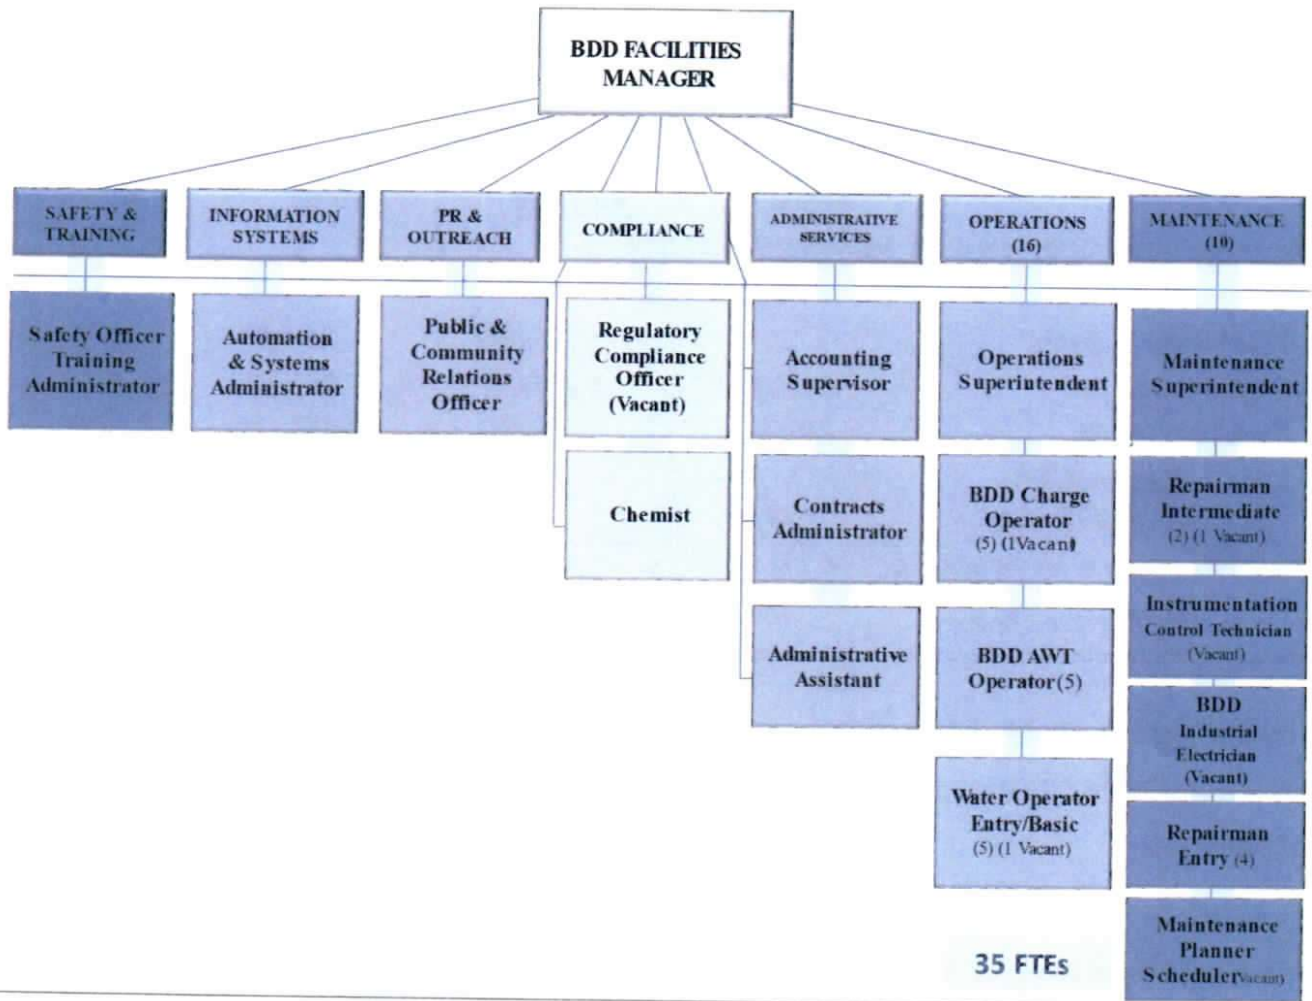 BDD FACILITIES
MANAGER
SAFETY &
TRAINING
INFORMATION
SYSTEMS
PR &
OUTREACH
COMPLIANCE
ADMINISTRATIVE
SERVICES
OPERATIONS
(16)
MAINTENANCE
(10)
Safety Officer
Training
Administrator
Automation
& Systems
Administrator
Public &
Community
Relations
Officer
Regulatory
Compliance
Officer
(Vacant)
Chemist
Accounting
Supervisor
Contracts
Administrator
Administrative
Assistant
Operations
Superintendent
BDD Charge
Operator
(5) (1Vacant)
BDD AWT
Operator(5)
Water Operator
Entry/Basic
(5) (1 Vacant)
Maintenance
Superintendent
Repairman
Intermediate
(2) (1 Vacant)
Instrumentation
Control Technician
(Vacant)
BDD
Industrial
Electrician
(Vacant)
Repairman
Entry (4)
Maintenance
Planner
Scheduler(Vacant)
35 FTEs